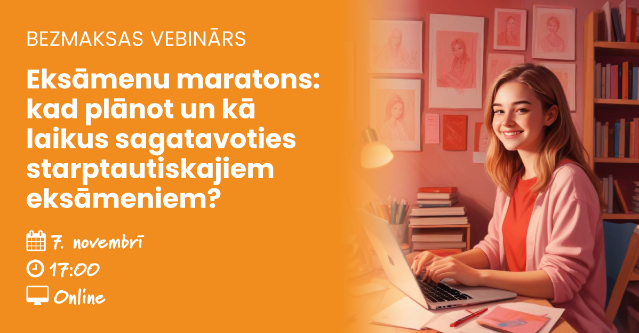 BEZMAKSAS VEBINĀRS
Eksāmenu maratons:
kad plānot un kā
laikus sagatavoties
starptautiskajiem
eksāmeniem?
7. novembrī
17:00
Online